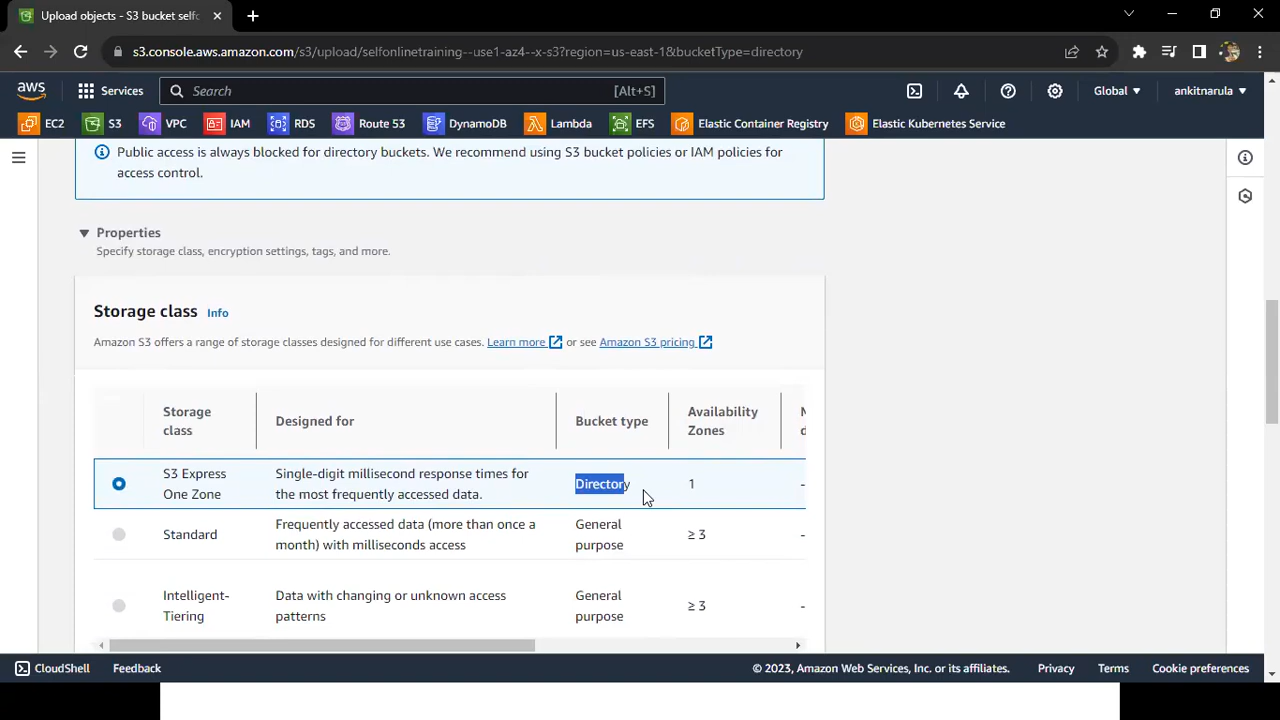 Upload objects - S3 bucket selfc
s3.console.aws.amazon.com/s3/upload/selfonlinetraining--use1-az4--x-s3?region=us-east-1&bucketType=directory
aws
Services
Search
[Alt+S]
Global
ankitnarula
EC2
S3
VPC
IAM
RDS
Route 53
DynamoDB
Lambda
EFS
Elastic Container Registry
Elastic Kubernetes Service
Public access is always blocked for directory buckets. We recommend using S3 bucket policies or IAM policies for
access control.
Properties
Specify storage class, encryption settings, tags, and more.
Storage class Info
Amazon S3 offers a range of storage classes designed for different use cases. Learn more or see Amazon S3 pricing
Storage
class
Designed for
Bucket type
Availability
Zones
S3 Express
One Zone
Single-digit millisecond response times for
the most frequently accessed data.
Directory
1
-
Standard
Frequently accessed data (more than once a
month) with milliseconds access
General
purpose
≥ 3
-
Intelligent-
Tiering
Data with changing or unknown access
patterns
General
purpose
≥ 3
-
CloudShell
Feedback
© 2023, Amazon Web Services, Inc. or its affiliates.
Privacy
Terms
Cookie preferences